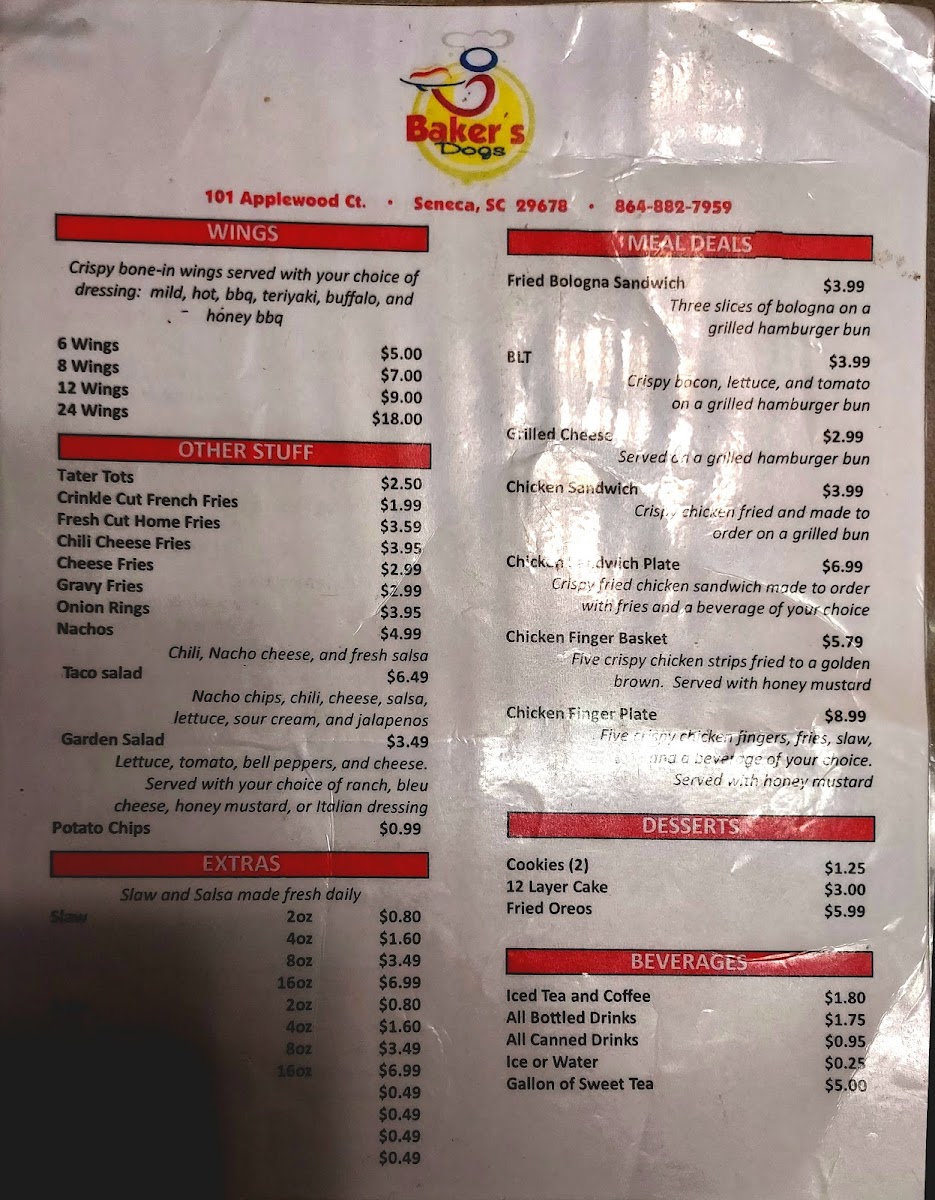 Baker's
Dogs
101 Applewood Ct. • Seneca, SC 29678 • 864-882-7959
WINGS
Crispy bone-in wings served with your choice of
dressing: mild, hot, bbq, teriyaki, buffalo, and
honey bbq
6 Wings $5.00
8 Wings $7.00
12 Wings $9.00
24 Wings $18.00
OTHER STUFF
Tater Tots $2.50
Crinkle Cut French Fries $1.99
Fresh Cut Home Fries $3.59
Chili Cheese Fries $3.95
Cheese Fries $2.99
Gravy Fries $2.99
Onion Rings $3.95
Nachos $4.99
Chili, Nacho cheese, and fresh salsa
Taco salad $6.49
Nacho chips, chili, cheese, salsa,
lettuce, sour cream, and jalapenos
Garden Salad $3.49
Lettuce, tomato, bell peppers, and cheese.
Served with your choice of ranch, bleu
cheese, honey mustard, or Italian dressing
Potato Chips $0.99
EXTRAS
Slaw and Salsa made fresh daily
Slaw 2oz $0.80
4oz $1.60
8oz $3.49
16oz $6.99
2oz $0.80
4oz $1.60
8oz $3.49
16oz $6.99
$0.49
$0.49
$0.49
$0.49
MEAL DEALS
Fried Bologna Sandwich $3.99
Three slices of bologna on a
grilled hamburger bun
BLT $3.99
Crispy bacon, lettuce, and tomato
on a grilled hamburger bun
Grilled Cheese $2.99
Served on a grilled hamburger bun
Chicken Sandwich $3.99
Crispy chicken fried and made to
order on a grilled bun
Chicken Sandwich Plate $6.99
Crispy fried chicken sandwich made to order
with fries and a beverage of your choice
Chicken Finger Basket $5.79
Five crispy chicken strips fried to a golden
brown. Served with honey mustard
Chicken Finger Plate $8.99
Five crispy chicken fingers, fries, slaw,
and a beverage of your choice.
Served with honey mustard
DESSERTS
Cookies (2) $1.25
12 Layer Cake $3.00
Fried Oreos $5.99
BEVERAGES
Iced Tea and Coffee $1.80
All Bottled Drinks $1.75
All Canned Drinks $0.95
Ice or Water $0.25
Gallon of Sweet Tea $5.00